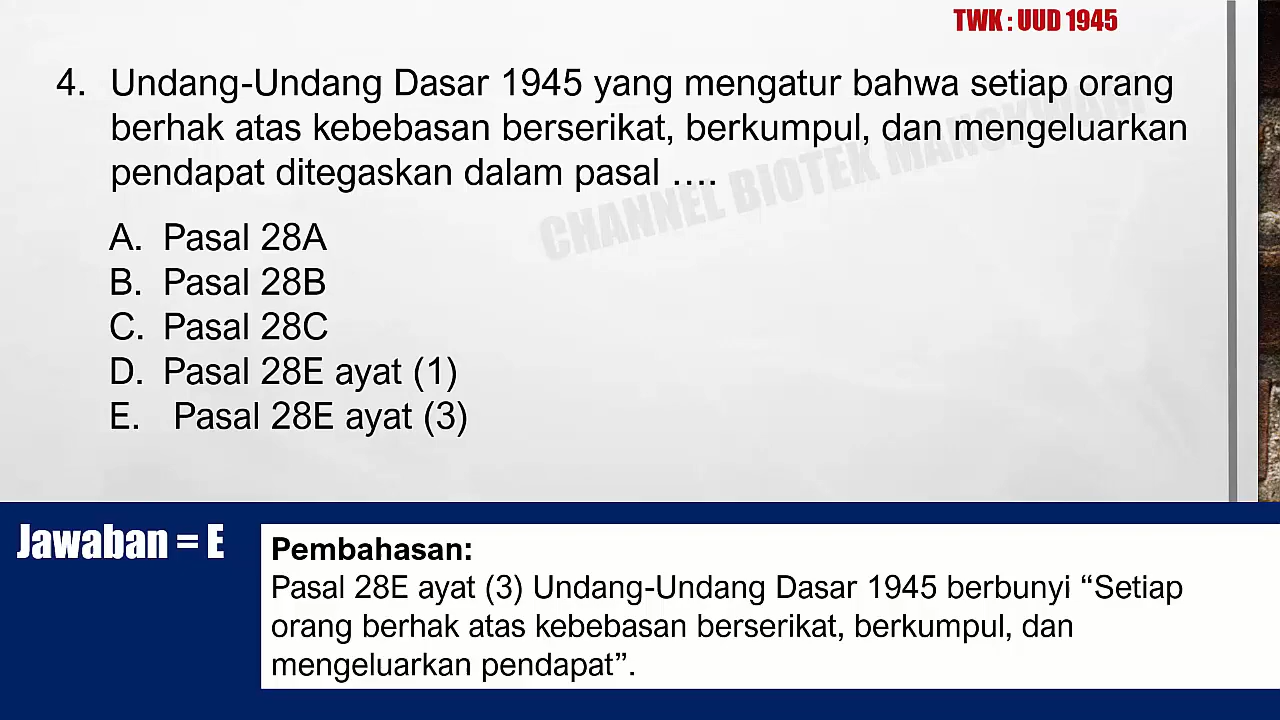 TWK : UUD 1945
4. Undang-Undang Dasar 1945 yang mengatur bahwa setiap orang
berhak atas kebebasan berserikat, berkumpul, dan mengeluarkan
pendapat ditegaskan dalam pasal ....
CHANNEL BIOTEK MANOKWARI
A. Pasal 28A
B. Pasal 28B
C. Pasal 28C
D. Pasal 28E ayat (1)
E. Pasal 28E ayat (3)
Jawaban = E
Pembahasan:
Pasal 28E ayat (3) Undang-Undang Dasar 1945 berbunyi “Setiap
orang berhak atas kebebasan berserikat, berkumpul, dan
mengeluarkan pendapat”.